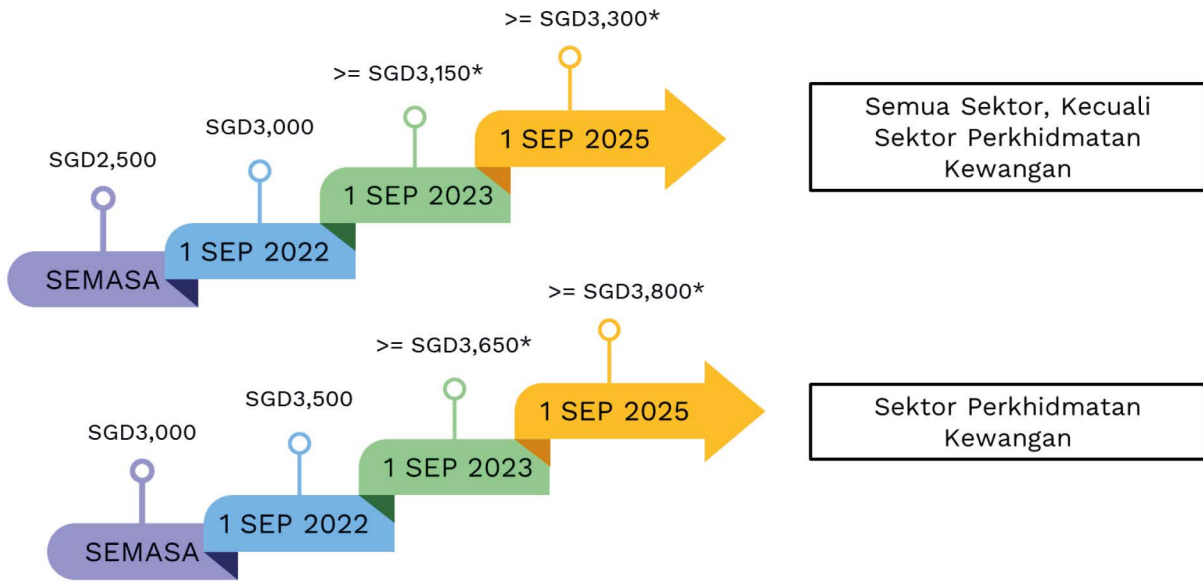 >= SGD3,300*
>= SGD3,150*
SGD3,000
SGD2,500
1 SEP 2025
1 SEP 2023
1 SEP 2022
SEMASA
Semua Sektor, Kecuali
Sektor Perkhidmatan
Kewangan
>= SGD3,800*
>= SGD3,650*
SGD3,500
SGD3,000
1 SEP 2025
1 SEP 2023
1 SEP 2022
SEMASA
Sektor Perkhidmatan
Kewangan